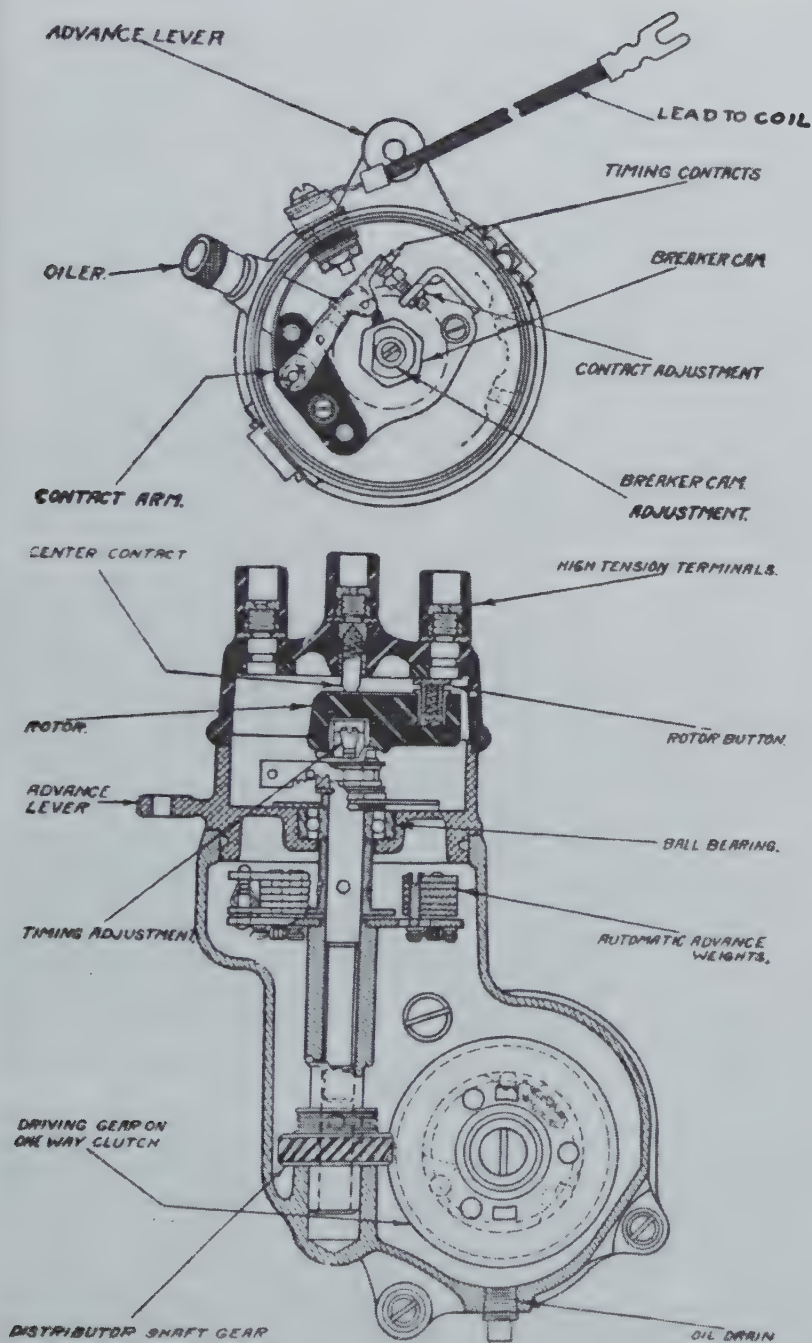 ADVANCE LEVER
LEAD TO COIL
TIMING CONTACTS
OILER.
BREAKER CAM
CONTACT ADJUSTMENT
CONTACT ARM.
BREAKER CAM.
ADJUSTMENT.
CENTER CONTACT
HIGH TENSION TERMINALS.
ROTOR.
ROTOR BUTTON.
ADVANCE
LEVER
BALL BEARING.
TIMING ADJUSTMENT
AUTOMATIC ADVANCE
WEIGHTS.
DRIVING GEAR ON
ONE WAY CLUTCH
DISTRIBUTOR SHAFT GEAR
OIL DRAIN